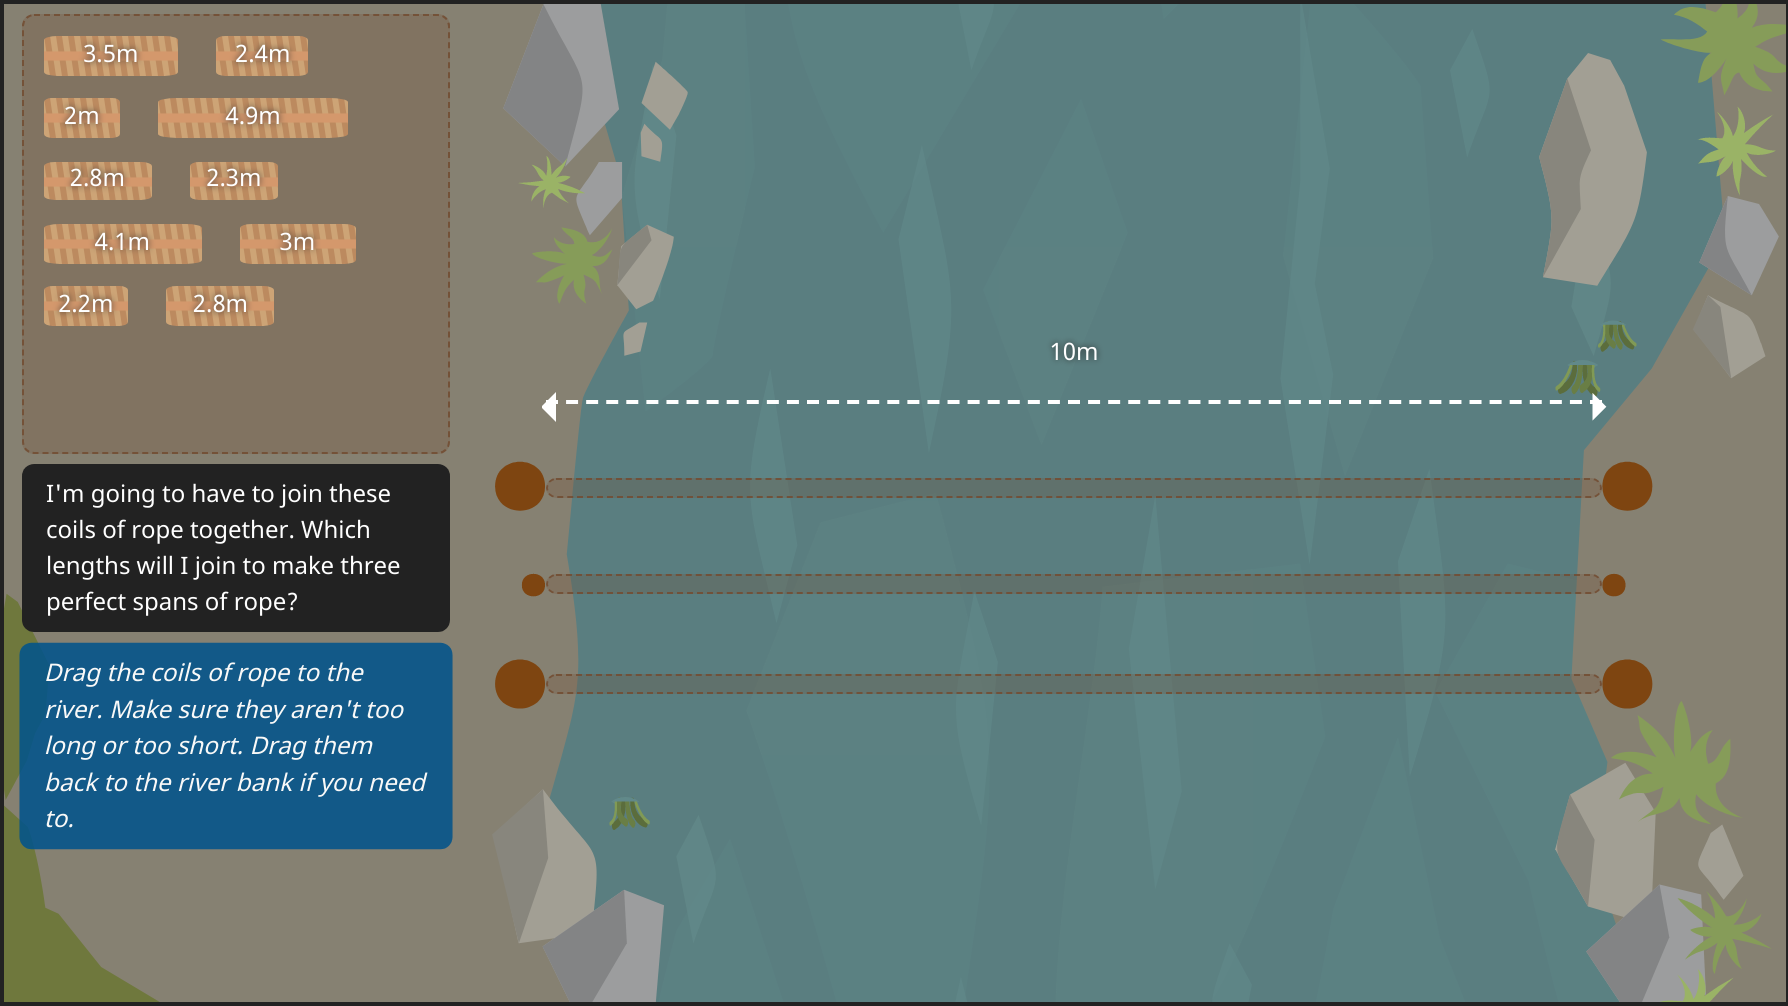 3.5m 2.4m
2m 4.9m
2.8m 2.3m
4.1m 3m
2.2m 2.8m
10m
I'm going to have to join these
coils of rope together. Which
lengths will I join to make three
perfect spans of rope?
Drag the coils of rope to the
river. Make sure they aren't too
long or too short. Drag them
back to the river bank if you need
to.